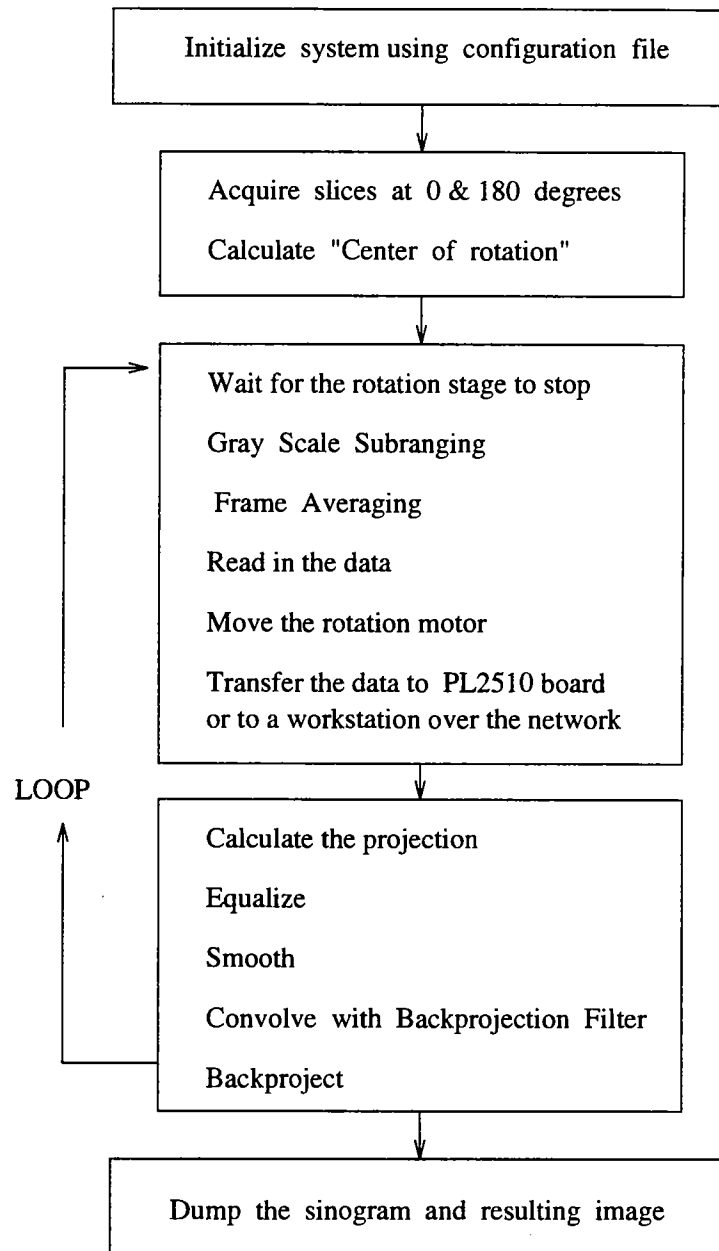 Initialize system using configuration file
Acquire slices at 0 & 180 degrees
Calculate "Center of rotation"
Wait for the rotation stage to stop
Gray Scale Subranging
Frame Averaging
Read in the data
Move the rotation motor
Transfer the data to PL2510 board
or to a workstation over the network
LOOP
Calculate the projection
Equalize
Smooth
Convolve with Backprojection Filter
Backproject
Dump the sinogram and resulting image